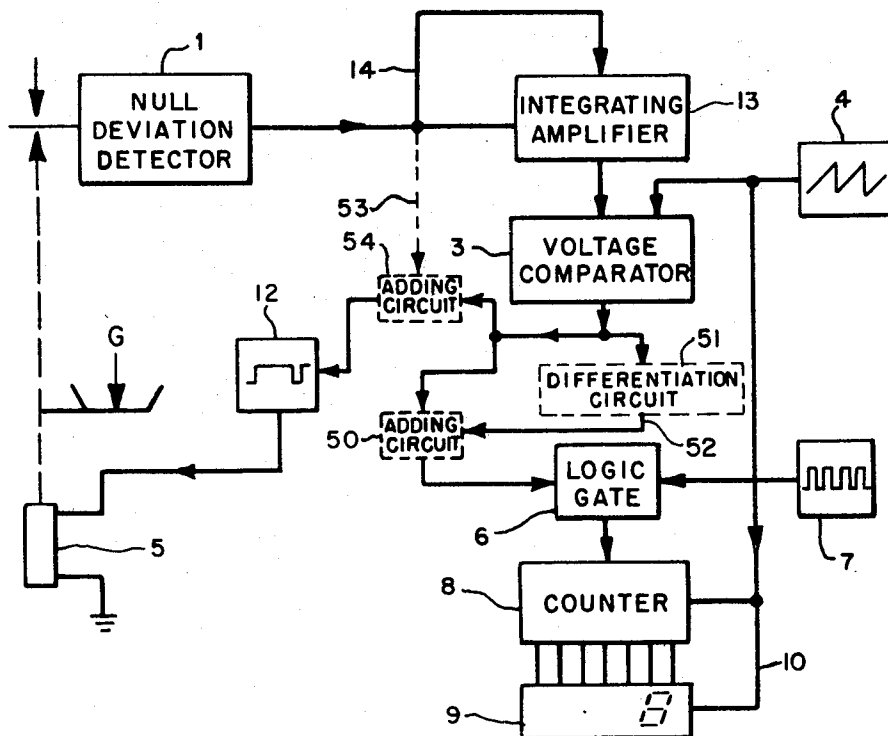 1
NULL
DEVIATION
DETECTOR
14
INTEGRATING
AMPLIFIER
13
4
53
54
ADDING
CIRCUIT
3
VOLTAGE
COMPARATOR
12
G
51
DIFFERENTIATION
CIRCUIT
50
ADDING
CIRCUIT
52
LOGIC
GATE
6
7
5
8
COUNTER
10
9
8